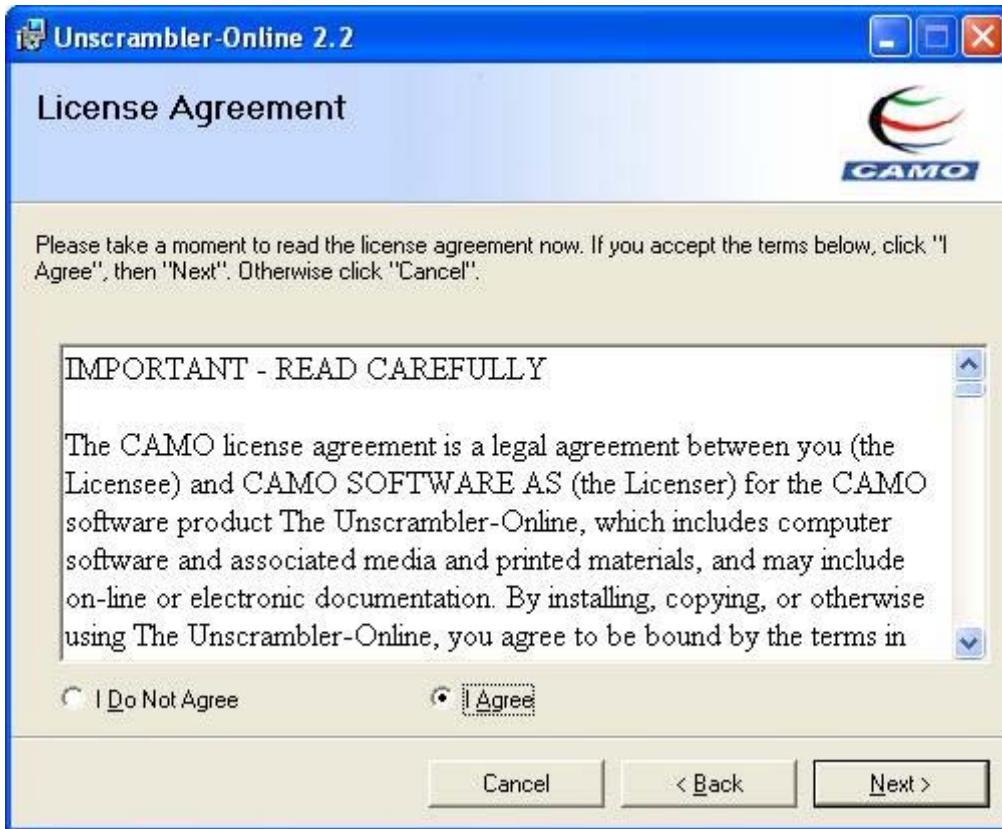 Unscrambler-Online 2.2
License Agreement
CAMO
Please take a moment to read the license agreement now. If you accept the terms below, click "I
Agree", then "Next". Otherwise click "Cancel".
IMPORTANT - READ CAREFULLY
The CAMO license agreement is a legal agreement between you (the
Licensee) and CAMO SOFTWARE AS (the Licenser) for the CAMO
software product The Unscrambler-Online, which includes computer
software and associated media and printed materials, and may include
on-line or electronic documentation. By installing, copying, or otherwise
using The Unscrambler-Online, you agree to be bound by the terms in
I Do Not Agree I Agree
Cancel < Back Next >